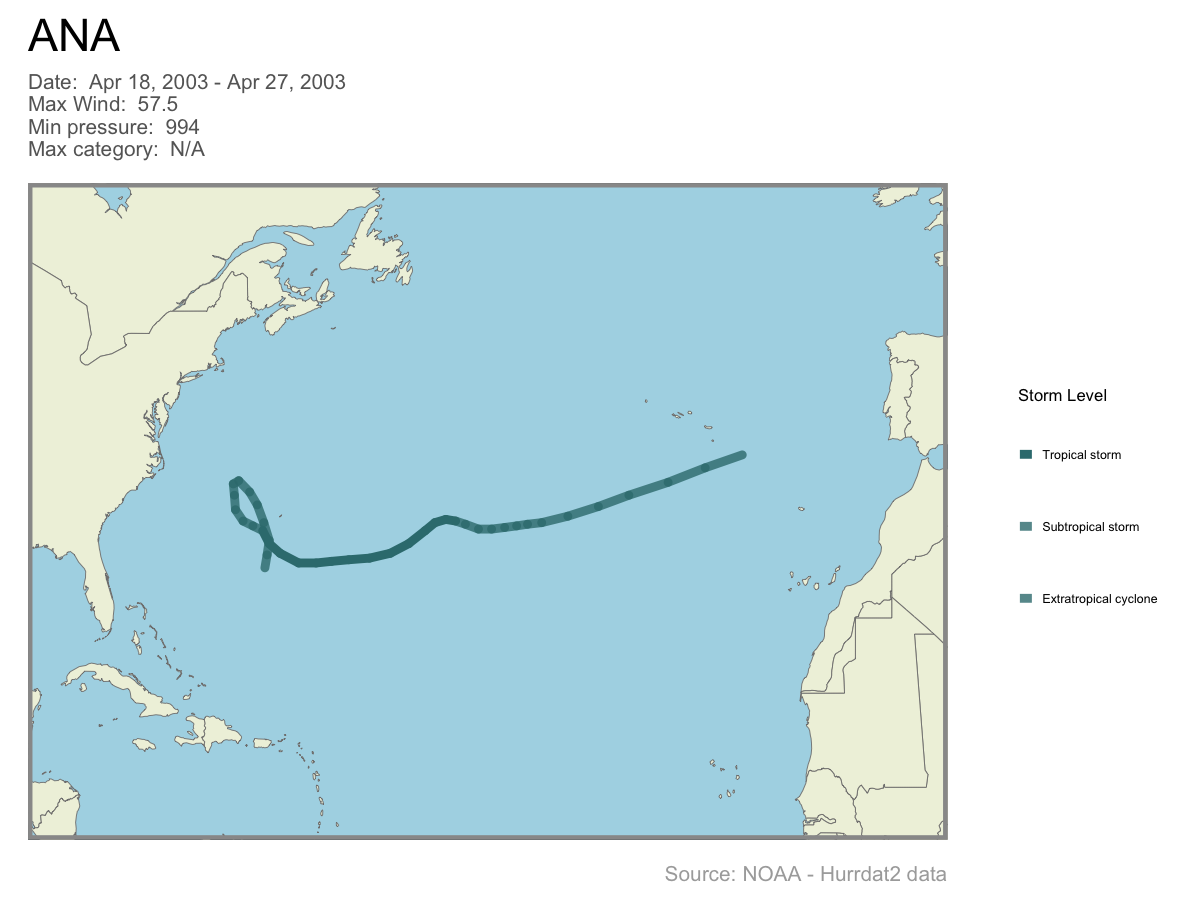 ANA
Date:  Apr 18, 2003 - Apr 27, 2003
Max Wind:  57.5
Min pressure:  994
Max category:  N/A
Storm Level
Tropical storm
Subtropical storm
Extratropical cyclone
Source: NOAA - Hurrdat2 data